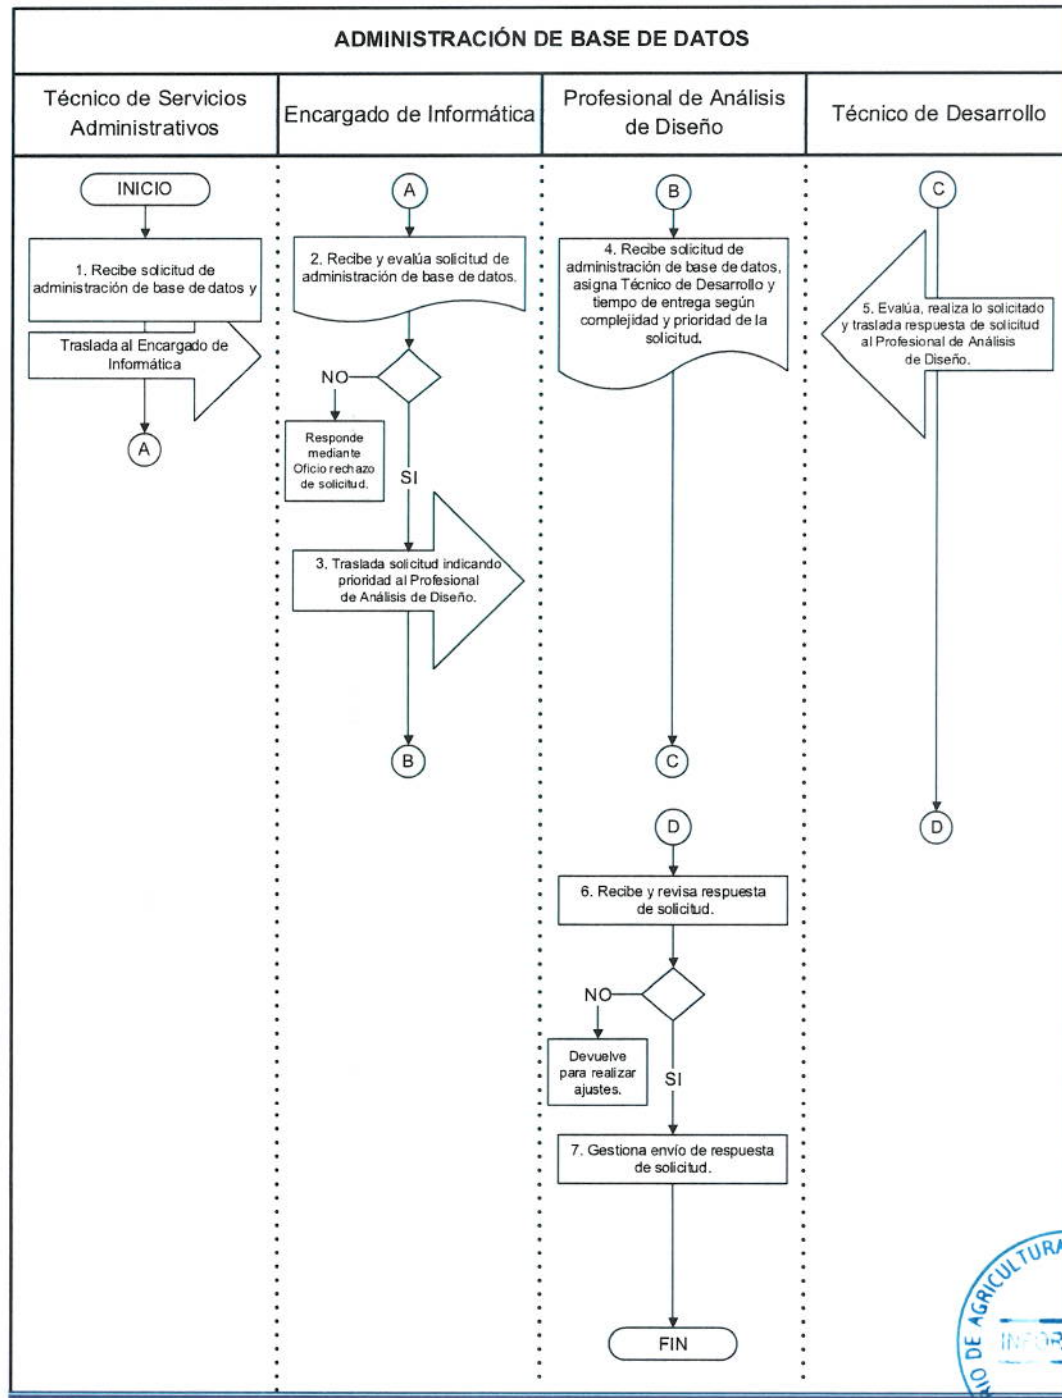 ADMINISTRACIÓN DE BASE DE DATOS
Técnico de Servicios
Administrativos
Encargado de Informática
Profesional de Análisis
de Diseño
Técnico de Desarrollo
INICIO
1. Recibe solicitud de
administración de base de datos y
Traslada al Encargado de
Informática
A
A
2. Recibe y evalúa solicitud de
administración de base de datos.
NO
Responde
mediante
Oficio rechazo
de solicitud.
SI
3. Traslada solicitud indicando
prioridad al Profesional
de Análisis de Diseño.
B
B
4. Recibe solicitud de
administración de base de datos,
asigna Técnico de Desarrollo y
tiempo de entrega según
complejidad y prioridad de la
solicitud.
C
C
5. Evalúa, realiza lo solicitado
y traslada respuesta de solicitud
al Profesional de Análisis
de Diseño.
D
D
6. Recibe y revisa respuesta
de solicitud.
NO
Devuelve
para realizar
ajustes.
SI
7. Gestiona envío de respuesta
de solicitud.
FIN
DE AGRICULTURA